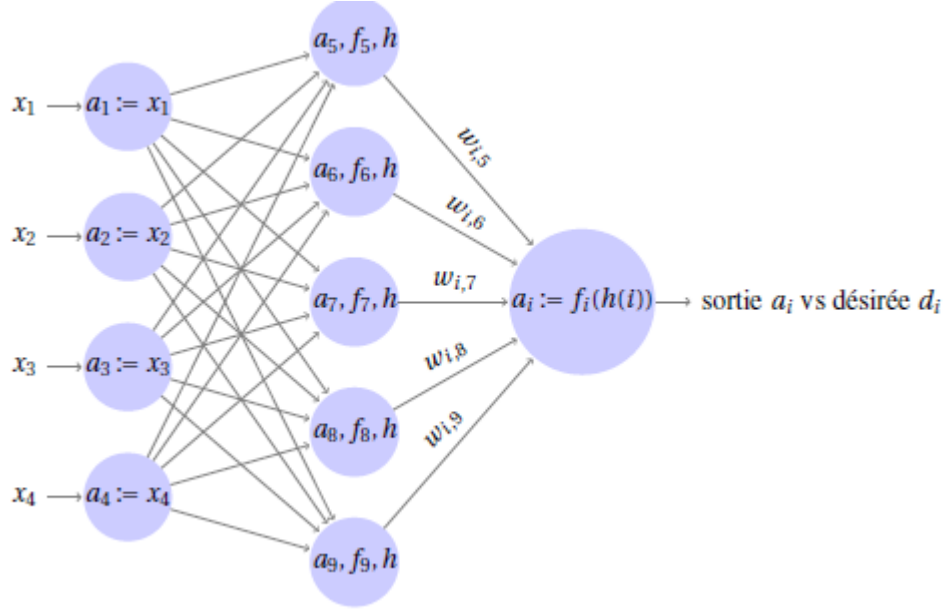 x₁
a₁ := x₁
x₂
a₂ := x₂
x₃
a₃ := x₃
x₄
a₄ := x₄
a₅, f₅, h
a₆, f₆, h
a₇, f₇, h
a₈, f₈, h
a₉, f₉, h
wᵢ,₅
wᵢ,₆
wᵢ,₇
wᵢ,₈
wᵢ,₉
aᵢ := fᵢ(h(i))
sortie aᵢ vs désirée dᵢ